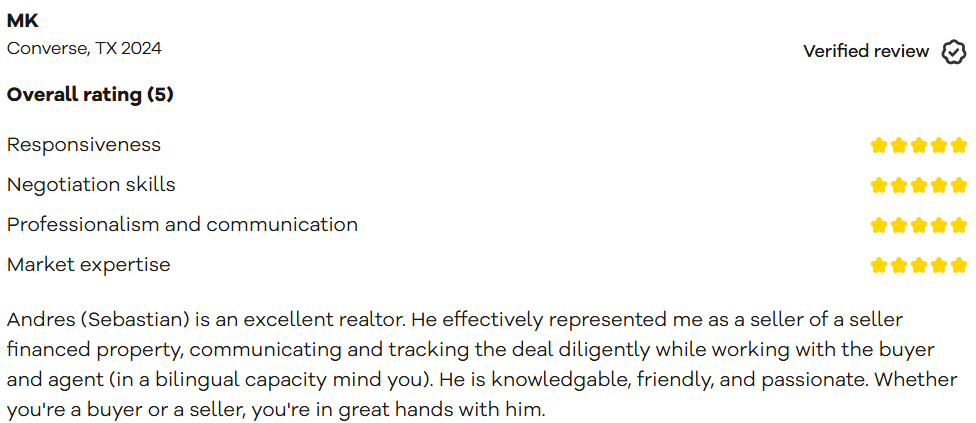 MK
Converse, TX 2024
Verified review
Overall rating (5)
Responsiveness
Negotiation skills
Professionalism and communication
Market expertise
Andres (Sebastian) is an excellent realtor. He effectively represented me as a seller of a seller
financed property, communicating and tracking the deal diligently while working with the buyer
and agent (in a bilingual capacity mind you). He is knowledgable, friendly, and passionate. Whether
you're a buyer or a seller, you're in great hands with him.